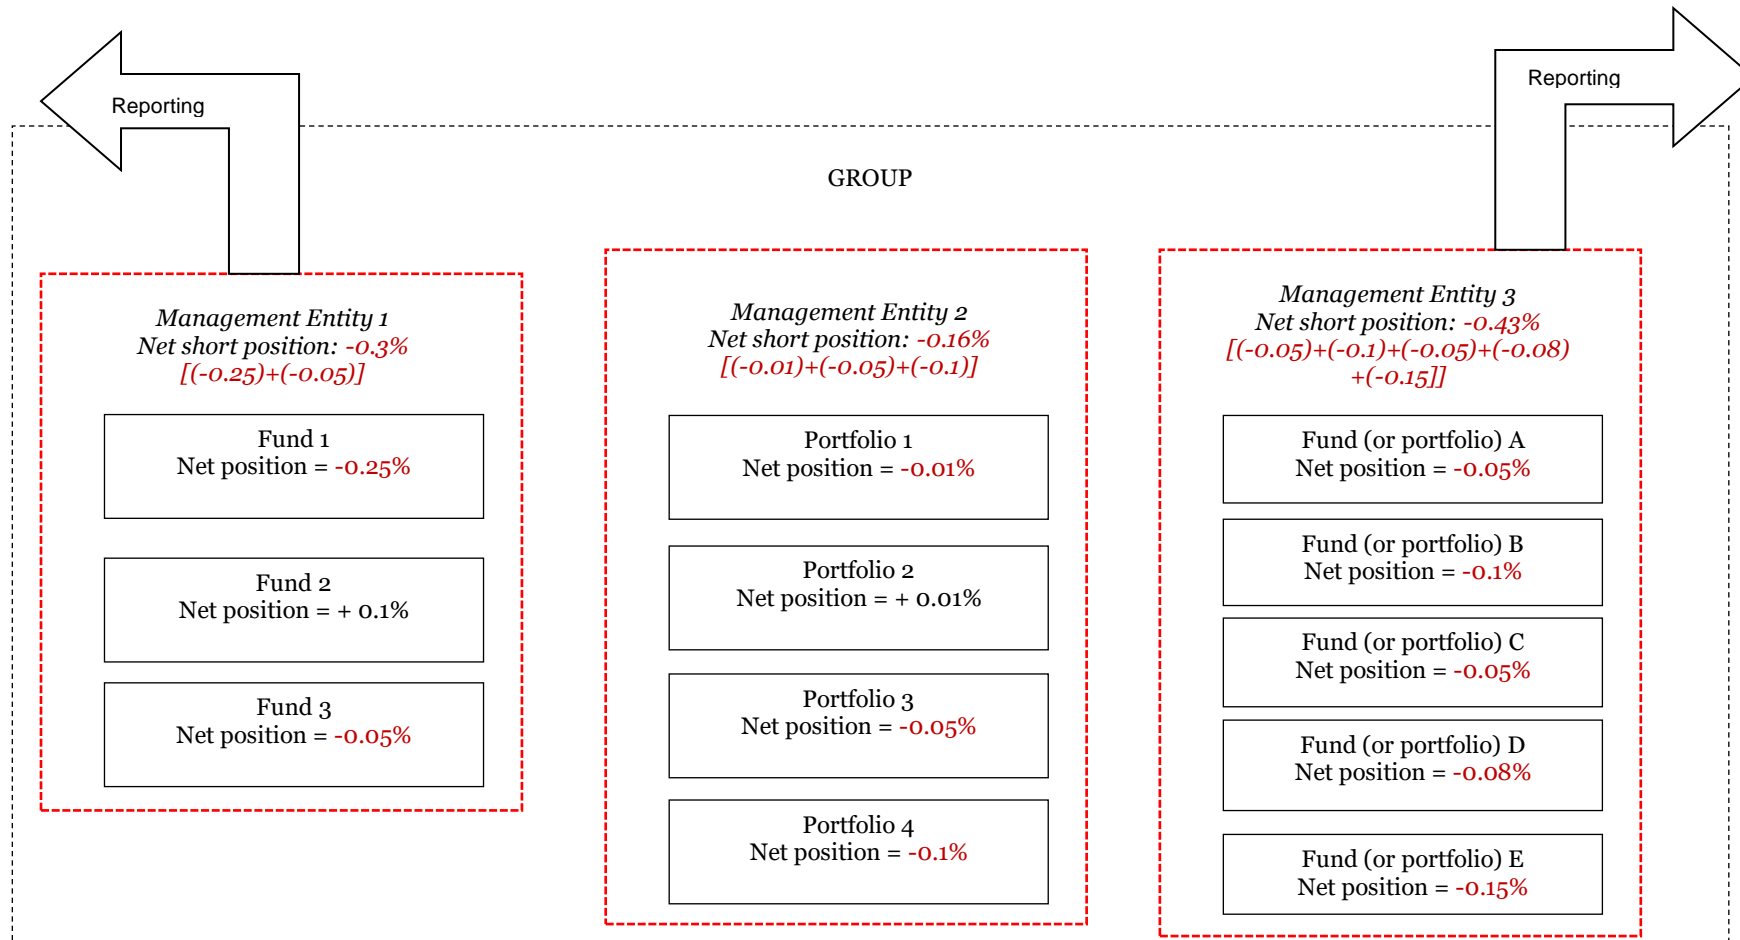 Reporting
Reporting
GROUP
Management Entity 1
Net short position: -0.3%
[(-0.25)+(-0.05)]
Fund 1
Net position = -0.25%
Fund 2
Net position = + 0.1%
Fund 3
Net position = -0.05%
Management Entity 2
Net short position: -0.16%
[(-0.01)+(-0.05)+(-0.1)]
Portfolio 1
Net position = -0.01%
Portfolio 2
Net position = + 0.01%
Portfolio 3
Net position = -0.05%
Portfolio 4
Net position = -0.1%
Management Entity 3
Net short position: -0.43%
[(-0.05)+(-0.1)+(-0.05)+(-0.08)
+(-0.15]]
Fund (or portfolio) A
Net position = -0.05%
Fund (or portfolio) B
Net position = -0.1%
Fund (or portfolio) C
Net position = -0.05%
Fund (or portfolio) D
Net position = -0.08%
Fund (or portfolio) E
Net position = -0.15%